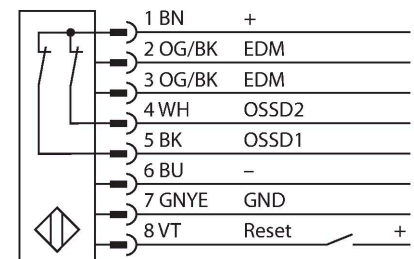 1 BN +
2 OG/BK EDM
3 OG/BK EDM
4 WH OSSD2
5 BK OSSD1
6 BU –
7 GNYE GND
8 VT Reset +